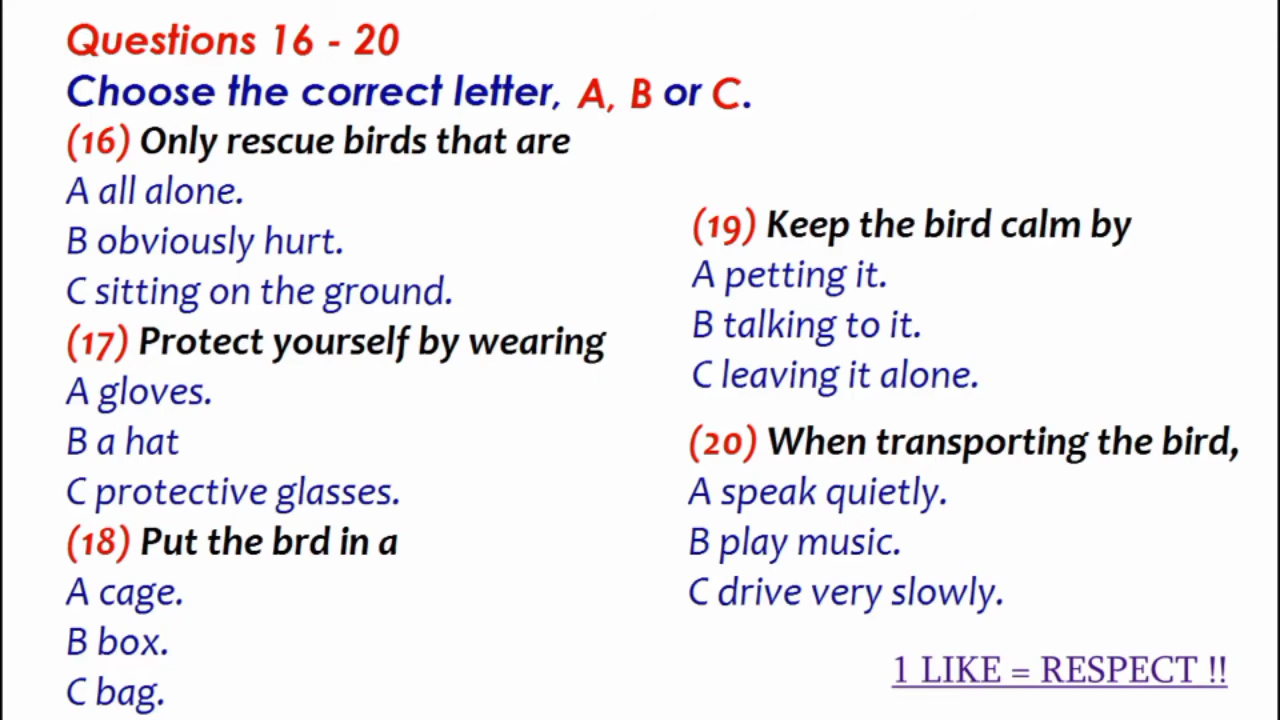 Questions 16 - 20
Choose the correct letter, A, B or C.
(16) Only rescue birds that are
A all alone.
B obviously hurt.
C sitting on the ground.
(17) Protect yourself by wearing
A gloves.
B a hat
C protective glasses.
(18) Put the brd in a
A cage.
B box.
C bag.
(19) Keep the bird calm by
A petting it.
B talking to it.
C leaving it alone.
(20) When transporting the bird,
A speak quietly.
B play music.
C drive very slowly.
1 LIKE = RESPECT !!